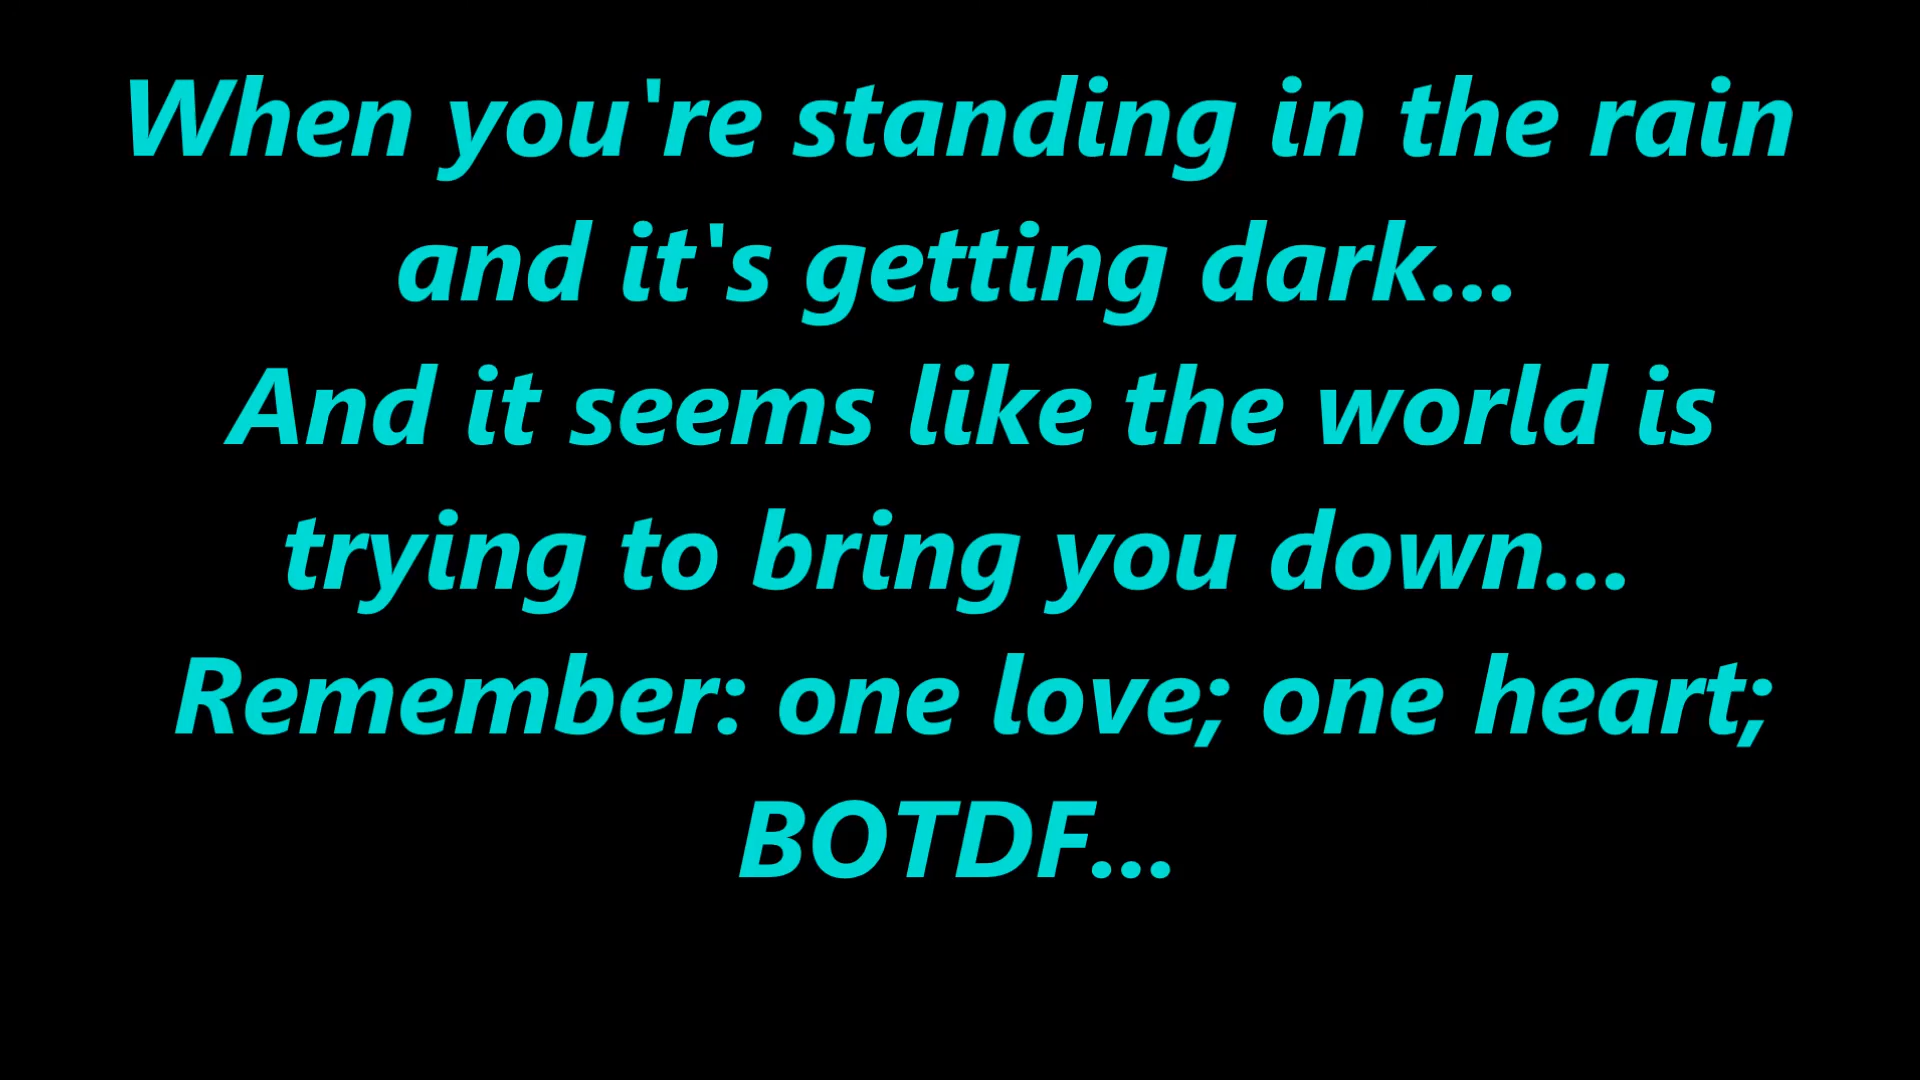 When you're standing in the rain
and it's getting dark...
And it seems like the world is
trying to bring you down...
Remember: one love; one heart;
BOTDF...